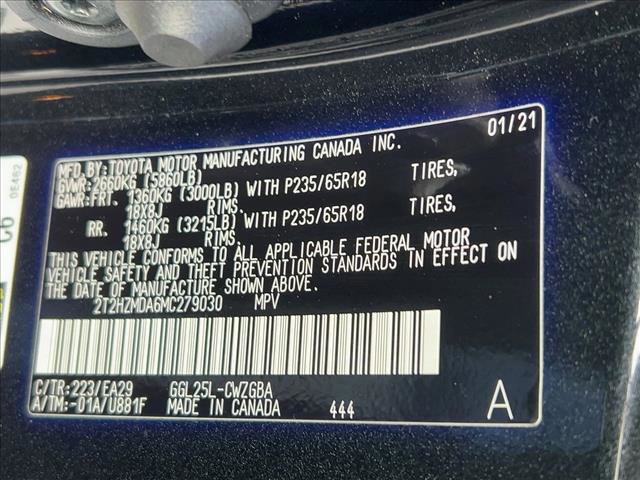 01/21
MFD.BY:TOYOTA MOTOR MANUFACTURING CANADA INC.
GVWR:2660KG (5860LB)
GAWR:FRT. 1360KG (3000LB) WITH P235/65R18 TIRES,
18X8J RIMS.
RR. 1460KG (3215LB) WITH P235/65R18 TIRES,
18X8J RIMS.
THIS VEHICLE CONFORMS TO ALL APPLICABLE FEDERAL MOTOR
VEHICLE SAFETY AND THEFT PREVENTION STANDARDS IN EFFECT ON
THE DATE OF MANUFACTURE SHOWN ABOVE.
2T2HZMDA6MC279030 MPV
C/TR:223/EA29 GGL25L-CWZGBA
A/TM:-01A/U881F MADE IN CANADA 444 A
0E462